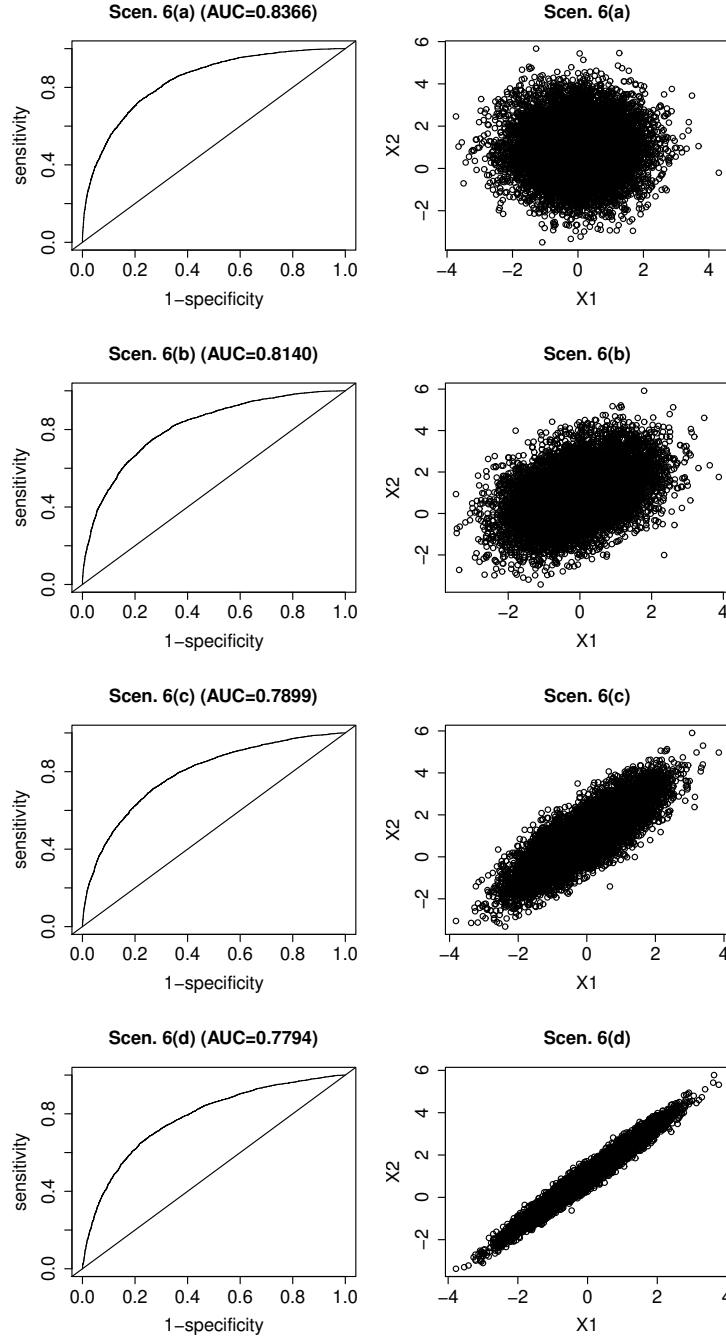 Scen. 6(a) (AUC=0.8366)
sensitivity
0.0 0.4 0.8
0.0 0.2 0.4 0.6 0.8 1.0
1−specificity
Scen. 6(a)
X2
−2 0 2 4 6
−4 −2 0 2 4
X1
Scen. 6(b) (AUC=0.8140)
sensitivity
0.0 0.4 0.8
0.0 0.2 0.4 0.6 0.8 1.0
1−specificity
Scen. 6(b)
X2
−2 0 2 4 6
−2 0 2 4
X1
Scen. 6(c) (AUC=0.7899)
sensitivity
0.0 0.4 0.8
0.0 0.2 0.4 0.6 0.8 1.0
1−specificity
Scen. 6(c)
X2
−2 0 2 4 6
−4 −2 0 2 4
X1
Scen. 6(d) (AUC=0.7794)
sensitivity
0.0 0.4 0.8
0.0 0.2 0.4 0.6 0.8 1.0
1−specificity
Scen. 6(d)
X2
−2 0 2 4 6
−4 −2 0 2 4
X1